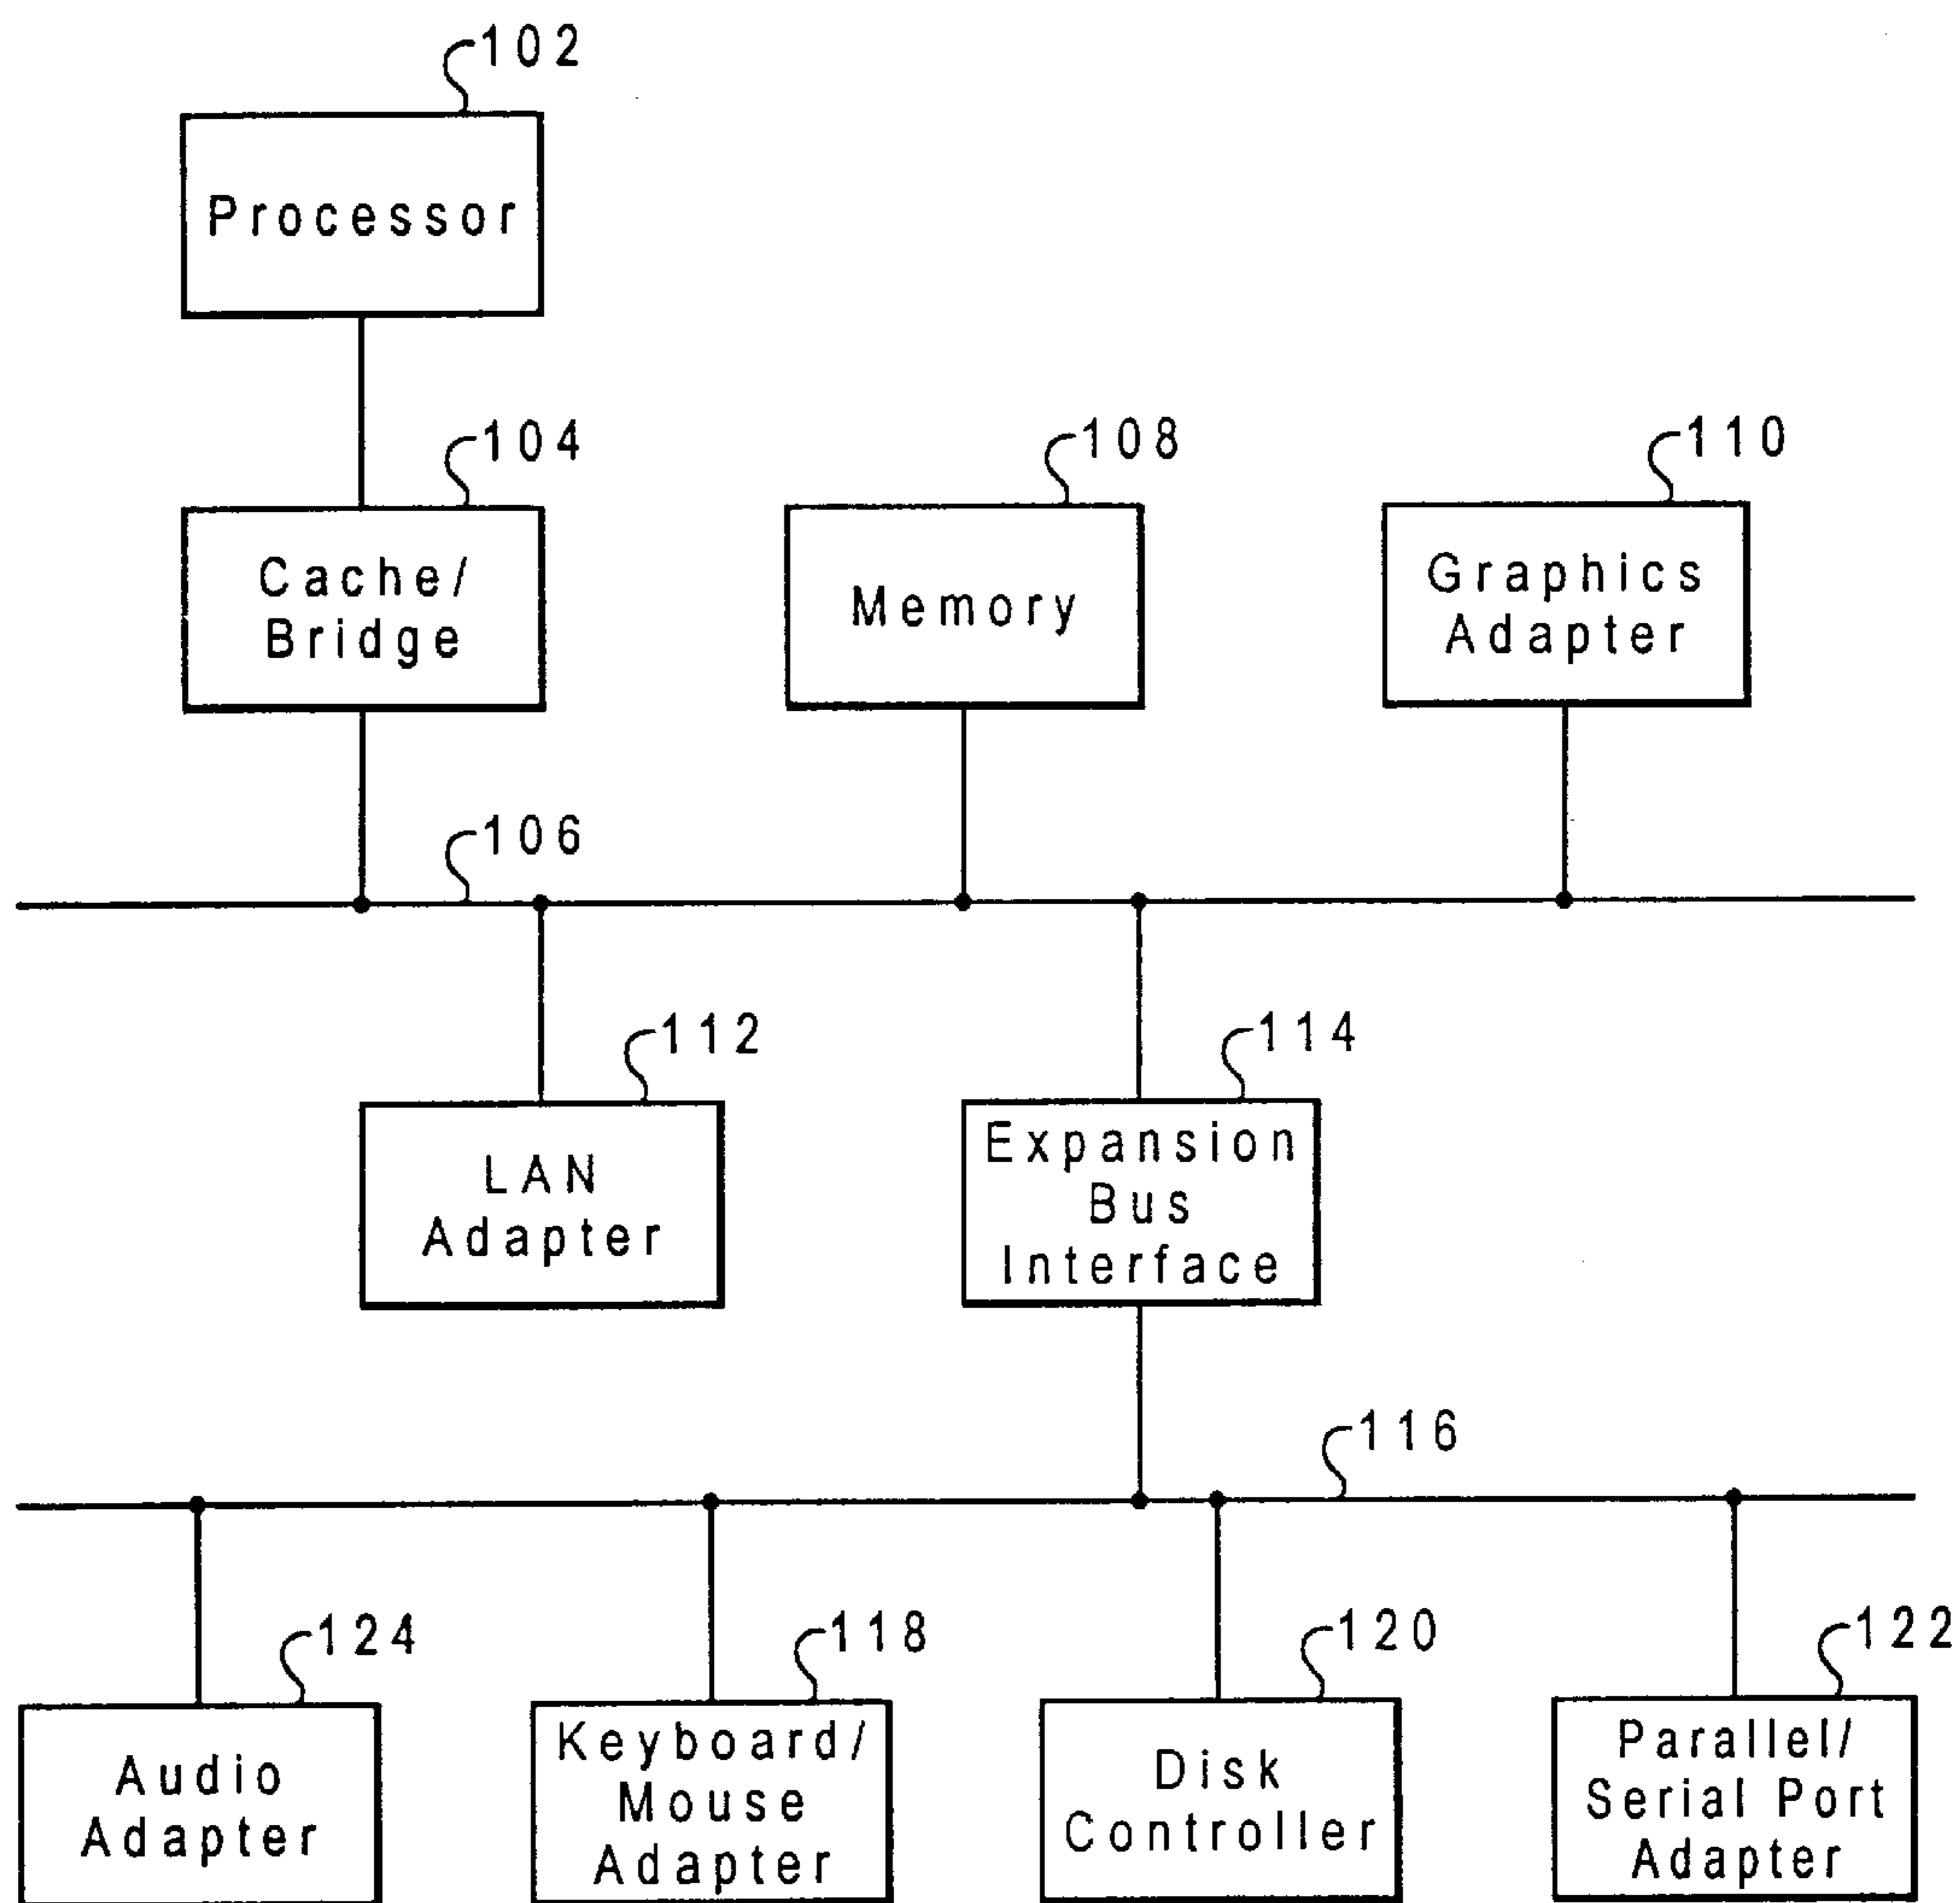 102
Processor
104
108
110
Cache/
Bridge
Memory
Graphics
Adapter
106
112
114
LAN
Adapter
Expansion
Bus
Interface
116
124
118
120
122
Audio
Adapter
Keyboard/
Mouse
Adapter
Disk
Controller
Parallel/
Serial Port
Adapter